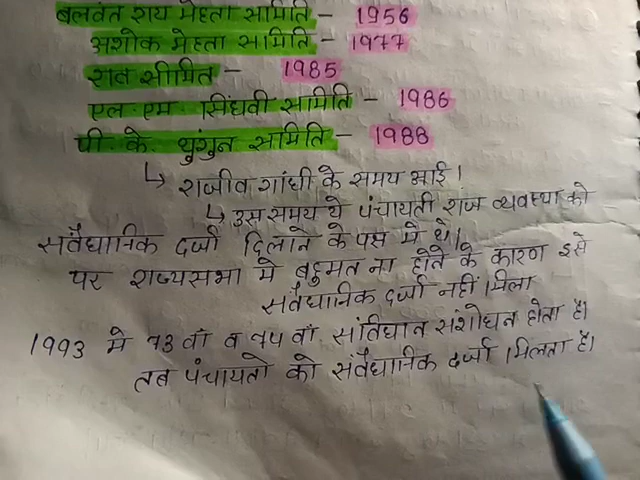 बलवंत राय मेहता समिति - 1956
अशोक मेहता समिति - 1977
राव सीमित - 1985
एल.एम सिंघवी समिति - 1986
पी. के. थुंगुन समिति - 1988
↳ राजीव गांधी के समय आई।
↳ उस समय ये पंचायती राज व्यवस्था को
सवैधानिक दर्जा दिलाने के पक्ष में थे।
पर राज्यसभा मे बहुमत ना होने के कारण इसे
सवैधानिक दर्जा नहीं मिला
1993 मे 73 वाँ व 74 वाँ संविधान संशोधन होता है।
तब पंचायतो को संवैधानिक दर्जा मिलता है।